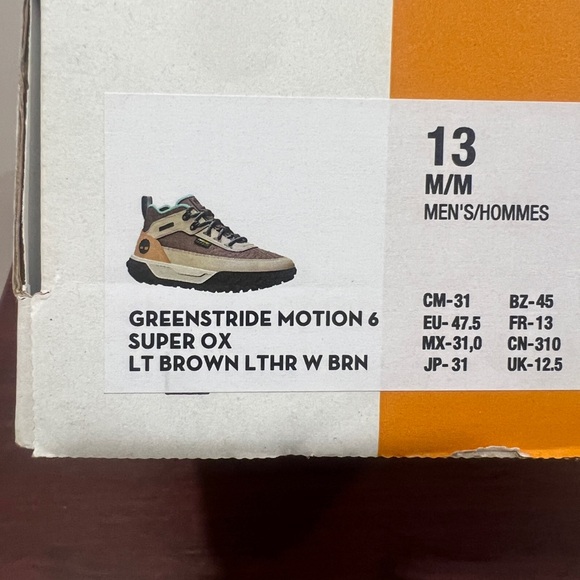 13
M/M
MEN'S/HOMMES
GREENSTRIDE MOTION 6
SUPER OX
LT BROWN LTHR W BRN
CM-31 BZ-45
EU-47.5 FR-13
MX-31,0 CN-310
JP-31 UK-12.5